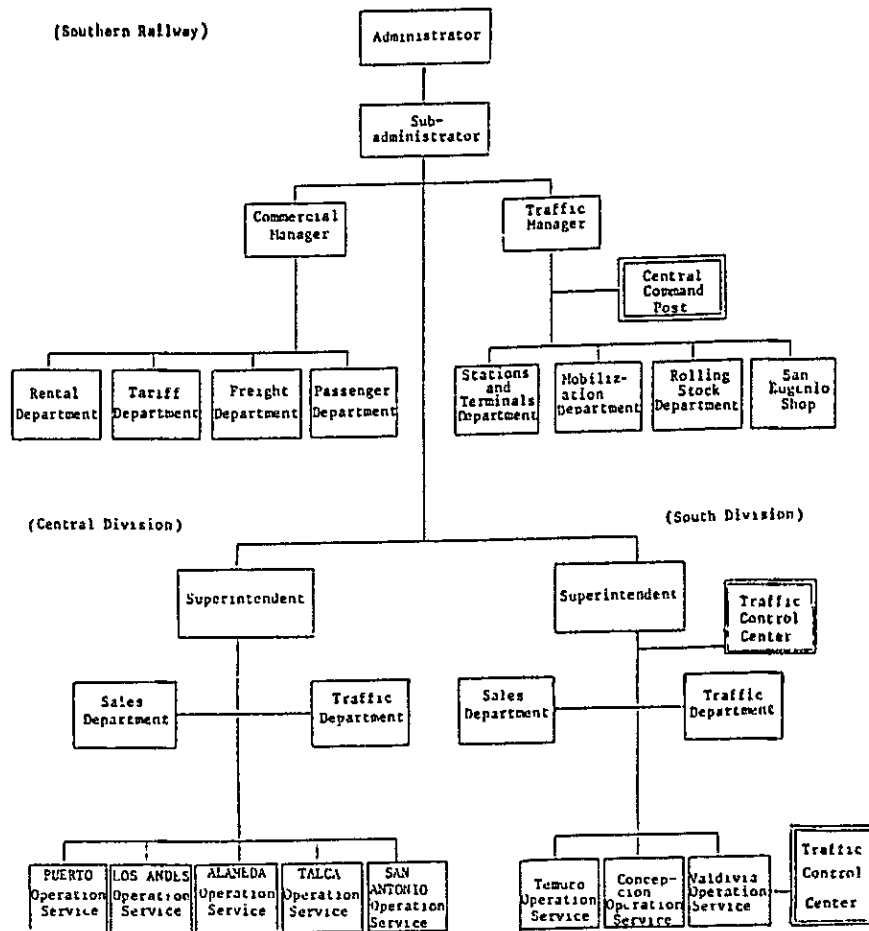 (Southern Railway)
Administrator
Sub-
administrator
Commercial
Manager
Traffic
Manager
Central
Command
Post
Rental
Department
Tariff
Department
Freight
Department
Passenger
Department
Stations
and
Terminals
Department
Mobiliz-
ation
Department
Rolling
Stock
Department
San
Eugenio
Shop
(Central Division)
(South Division)
Superintendent
Superintendent
Traffic
Control
Center
Sales
Department
Traffic
Department
Sales
Department
Traffic
Department
PUERTO
Operation
Service
LOS ANDES
Operation
Service
ALAMEDA
Operation
Service
TALCA
Operation
Service
SAN
ANTONIO
Operation
Service
Temuco
Operation
Service
Concep-
cion
Operation
Service
Valdivia
Operation
Service
Traffic
Control
Center